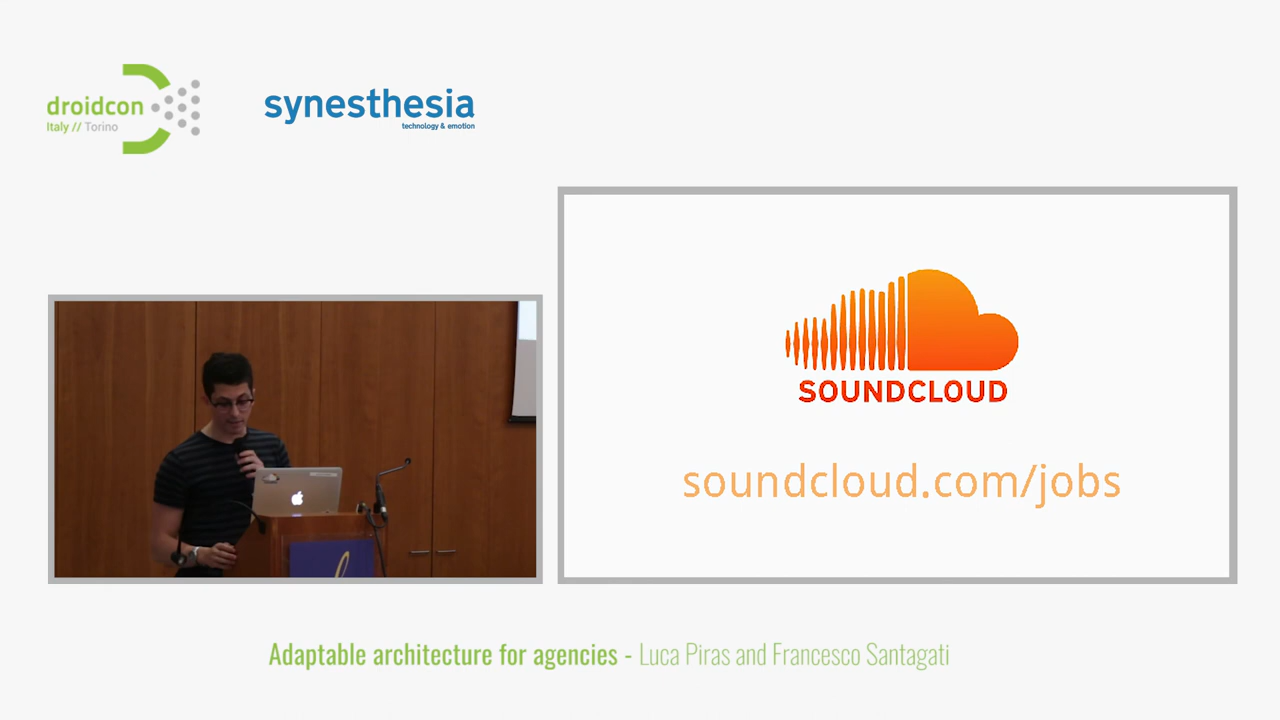 droidcon
Italy // Torino
synesthesia
technology & emotion
SOUNDCLOUD
soundcloud.com/jobs
Adaptable architecture for agencies - Luca Piras and Francesco Santagati